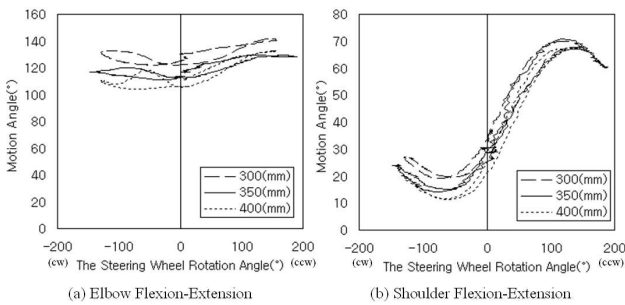 160
140
120
100
80
60
40
20
0
Motion Angle(°)
300(mm)
350(mm)
400(mm)
-200 -100 0 100 200
(cw) The Steering Wheel Rotation Angle(°) (ccw)
(a) Elbow Flexion-Extension
80
70
60
50
40
30
20
10
0
Motion Angle(°)
300(mm)
350(mm)
400(mm)
-200 -100 0 100 200
(cw) The Steering Wheel Rotation Angle(°) (ccw)
(b) Shoulder Flexion-Extension